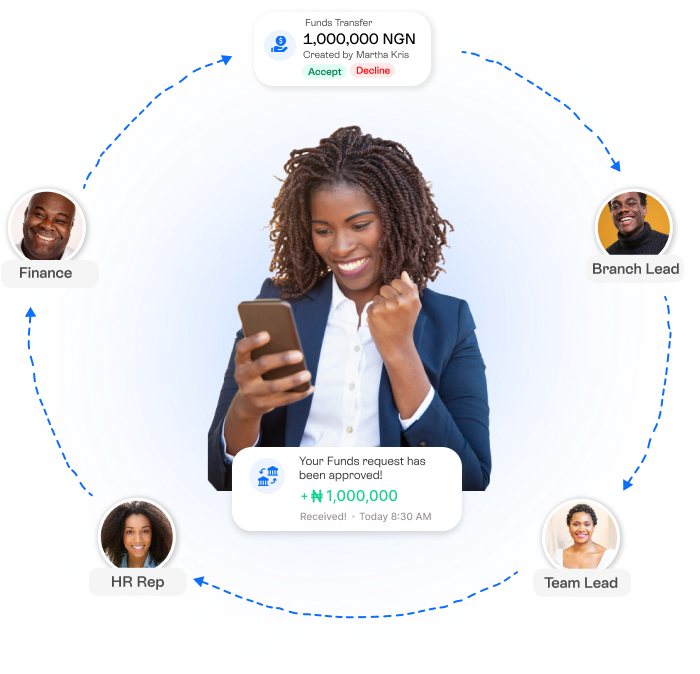 Funds Transfer
1,000,000 NGN
Created by Martha Kris
Accept Decline
Finance
Branch Lead
Your Funds request has
been approved!
+₦1,000,000
Received! • Today 8:30 AM
HR Rep
Team Lead